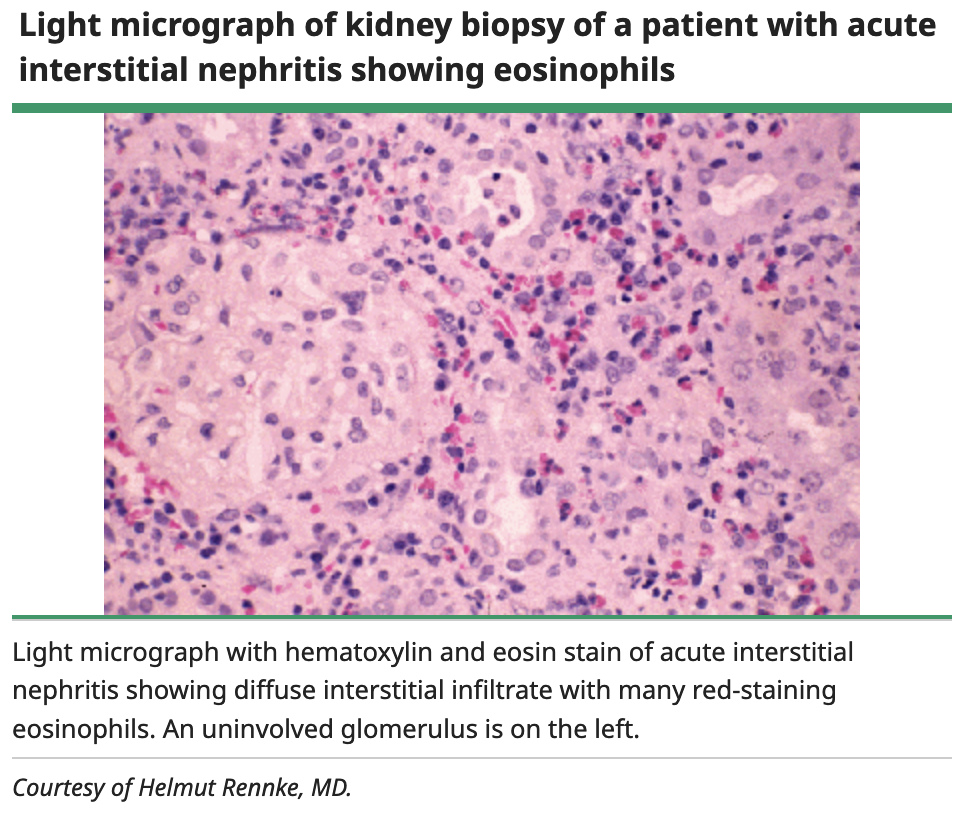 Light micrograph of kidney biopsy of a patient with acute
interstitial nephritis showing eosinophils
Light micrograph with hematoxylin and eosin stain of acute interstitial
nephritis showing diffuse interstitial infiltrate with many red-staining
eosinophils. An uninvolved glomerulus is on the left.
Courtesy of Helmut Rennke, MD.